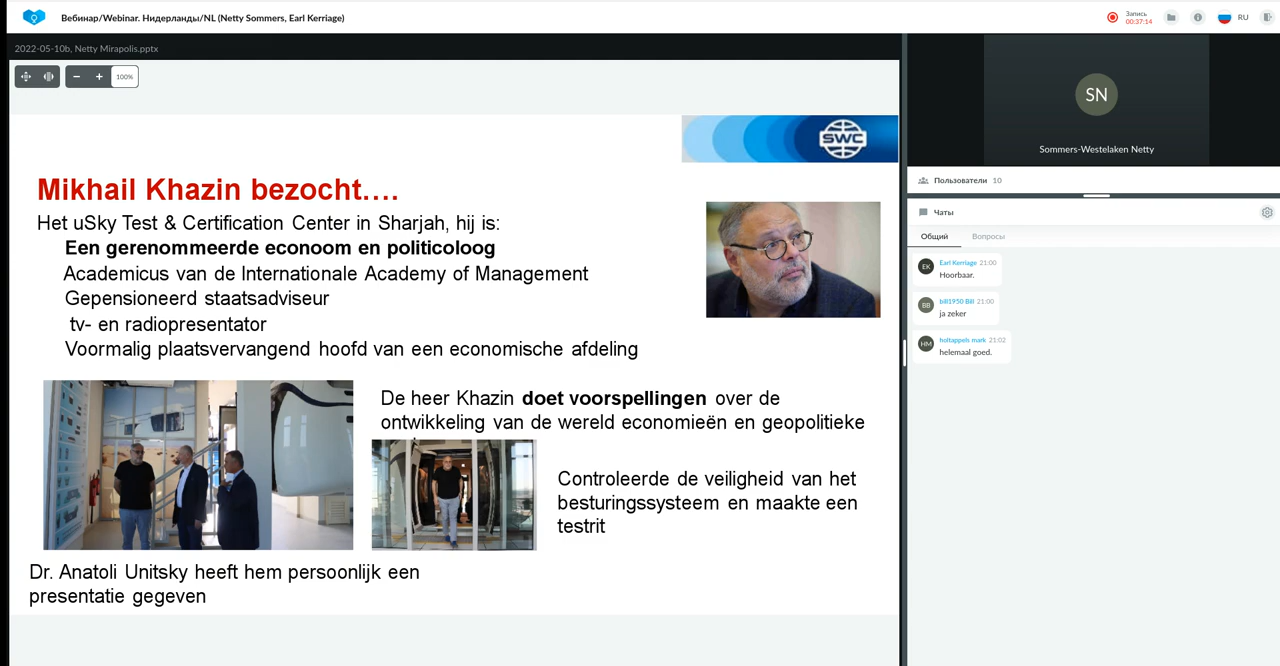 Вебинар/Webinar. Нидерланды/NL (Netty Sommers, Earl Kerriage)
Запись
00:37:14
RU
2022-05-10b, Netty Mirapolis.pptx
100%
SWC
Mikhail Khazin bezocht….
Het uSky Test & Certification Center in Sharjah, hij is:
Een gerenommeerde econoom en politicoloog
Academicus van de Internationale Academy of Management
Gepensioneerd staatsadviseur
tv- en radiopresentator
Voormalig plaatsvervangend hoofd van een economische afdeling
De heer Khazin doet voorspellingen over de
ontwikkeling van de wereld economieën en geopolitieke
Controleerde de veiligheid van het
besturingssysteem en maakte een
testrit
Dr. Anatoli Unitsky heeft hem persoonlijk een
presentatie gegeven
SN
Sommers-Westelaken Netty
Пользователи 10
Чаты
Общий Вопросы
EK
Earl Kerriage 21:00
Hoorbaar.
BB
bill1950 Bill 21:00
ja zeker
HM
holtappels mark 21:02
helemaal goed.